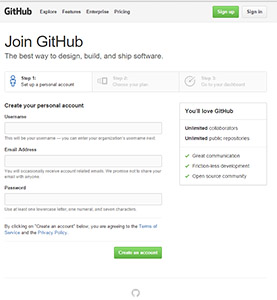 GitHub Explore Features Enterprise Pricing Sign up Sign in
Join GitHub
The best way to design, build, and ship software.
Step 1:
Set up a personal account
Step 2:
Choose your plan
Step 3:
Go to your dashboard
Create your personal account
Username
This will be your username — you can enter your organization's username next.
Email Address
You will occasionally receive account related emails. We promise not to share your
email with anyone.
Password
Use at least one lowercase letter, one numeral, and seven characters.
By clicking on "Create an account" below, you are agreeing to the Terms of
Service and the Privacy Policy.
Create an account
You'll love GitHub
Unlimited collaborators
Unlimited public repositories
✓ Great communication
✓ Friction-less development
✓ Open source community